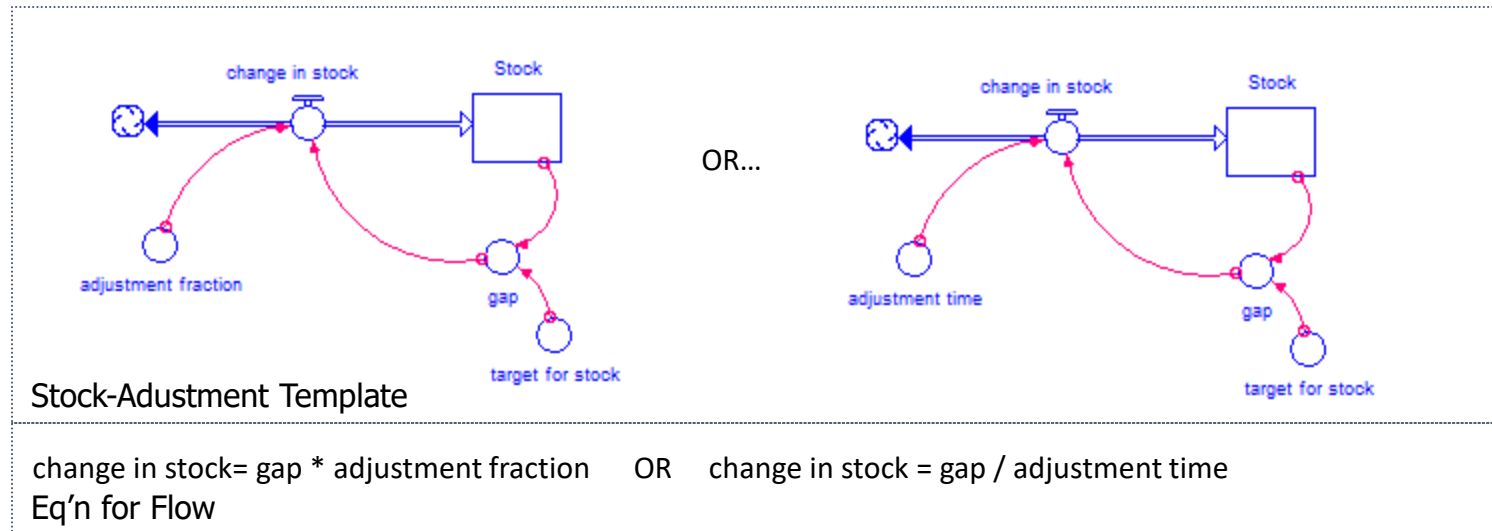 change in stock
Stock
adjustment fraction
gap
target for stock
OR...
change in stock
Stock
adjustment time
gap
target for stock
Stock-Adustment Template
change in stock= gap * adjustment fraction OR change in stock = gap / adjustment time
Eq’n for Flow